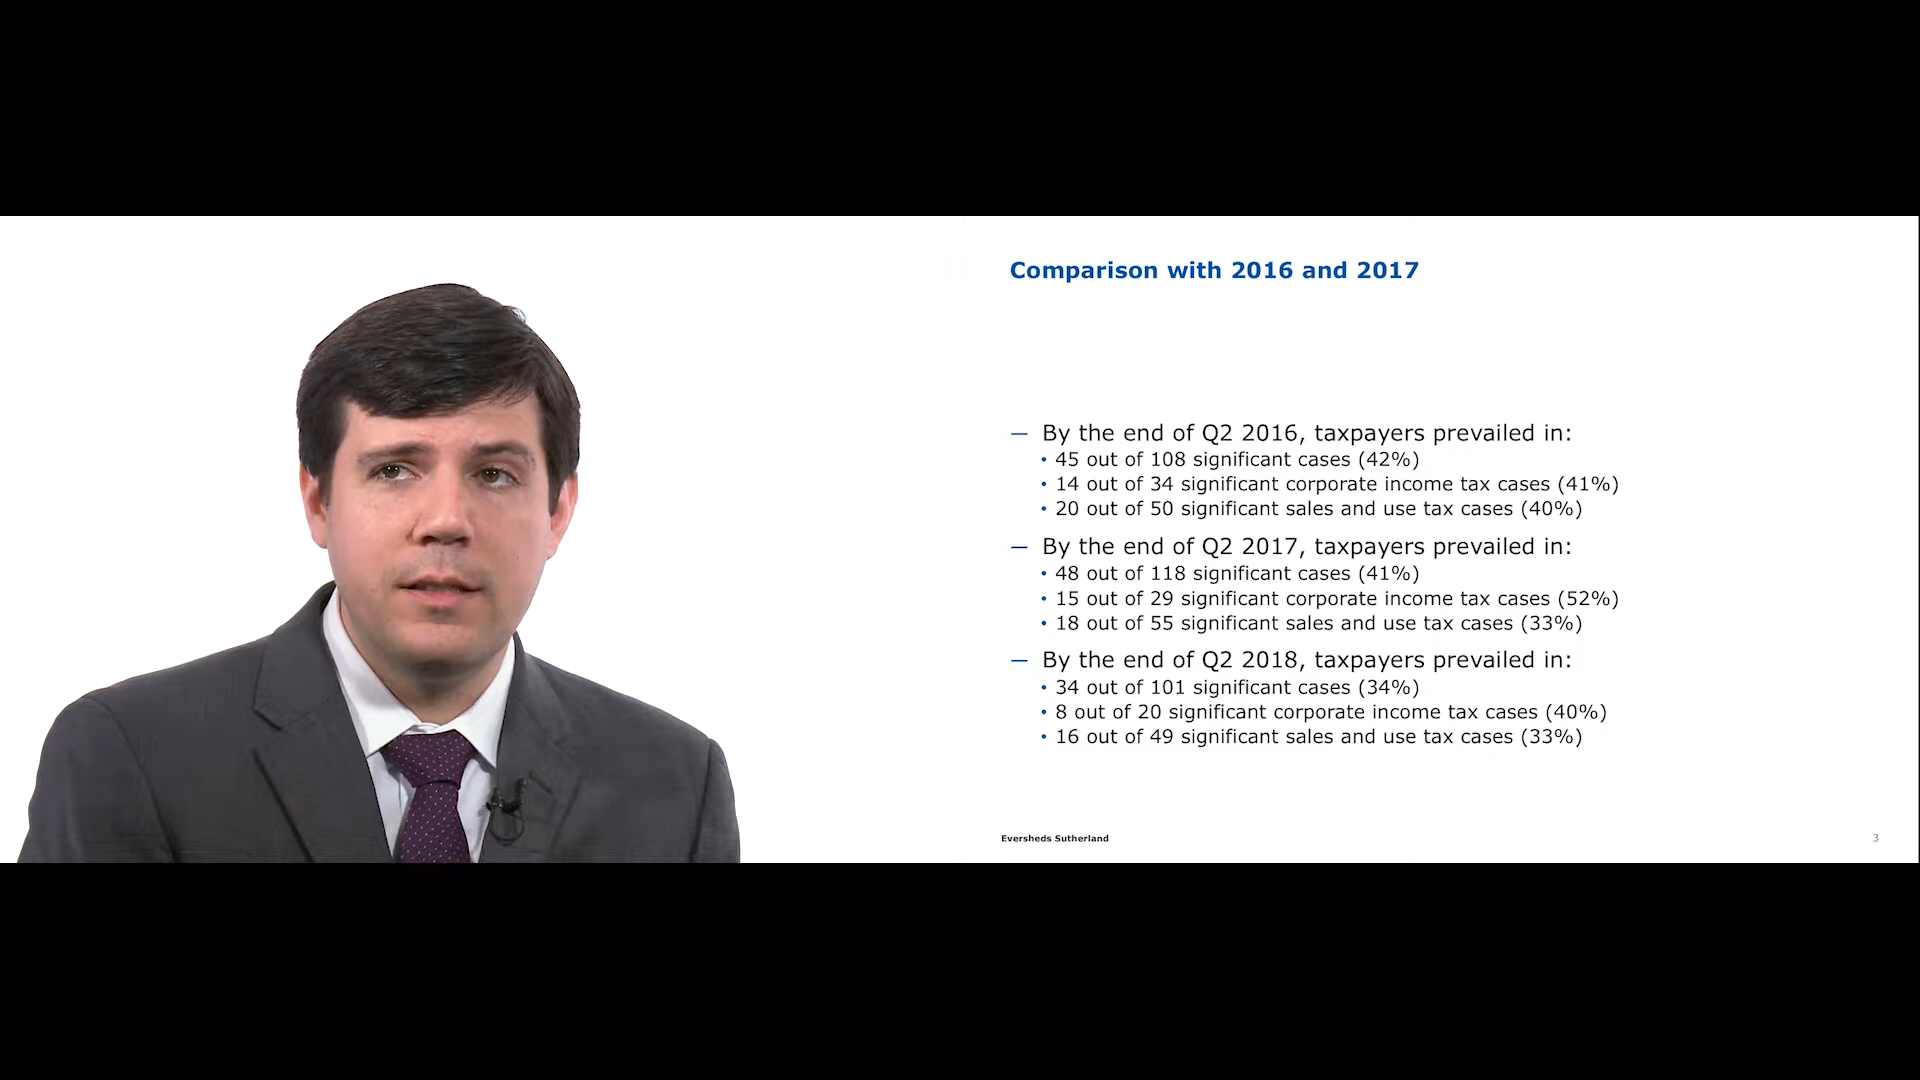 Comparison with 2016 and 2017
— By the end of Q2 2016, taxpayers prevailed in:
• 45 out of 108 significant cases (42%)
• 14 out of 34 significant corporate income tax cases (41%)
• 20 out of 50 significant sales and use tax cases (40%)
— By the end of Q2 2017, taxpayers prevailed in:
• 48 out of 118 significant cases (41%)
• 15 out of 29 significant corporate income tax cases (52%)
• 18 out of 55 significant sales and use tax cases (33%)
— By the end of Q2 2018, taxpayers prevailed in:
• 34 out of 101 significant cases (34%)
• 8 out of 20 significant corporate income tax cases (40%)
• 16 out of 49 significant sales and use tax cases (33%)
Eversheds Sutherland
3